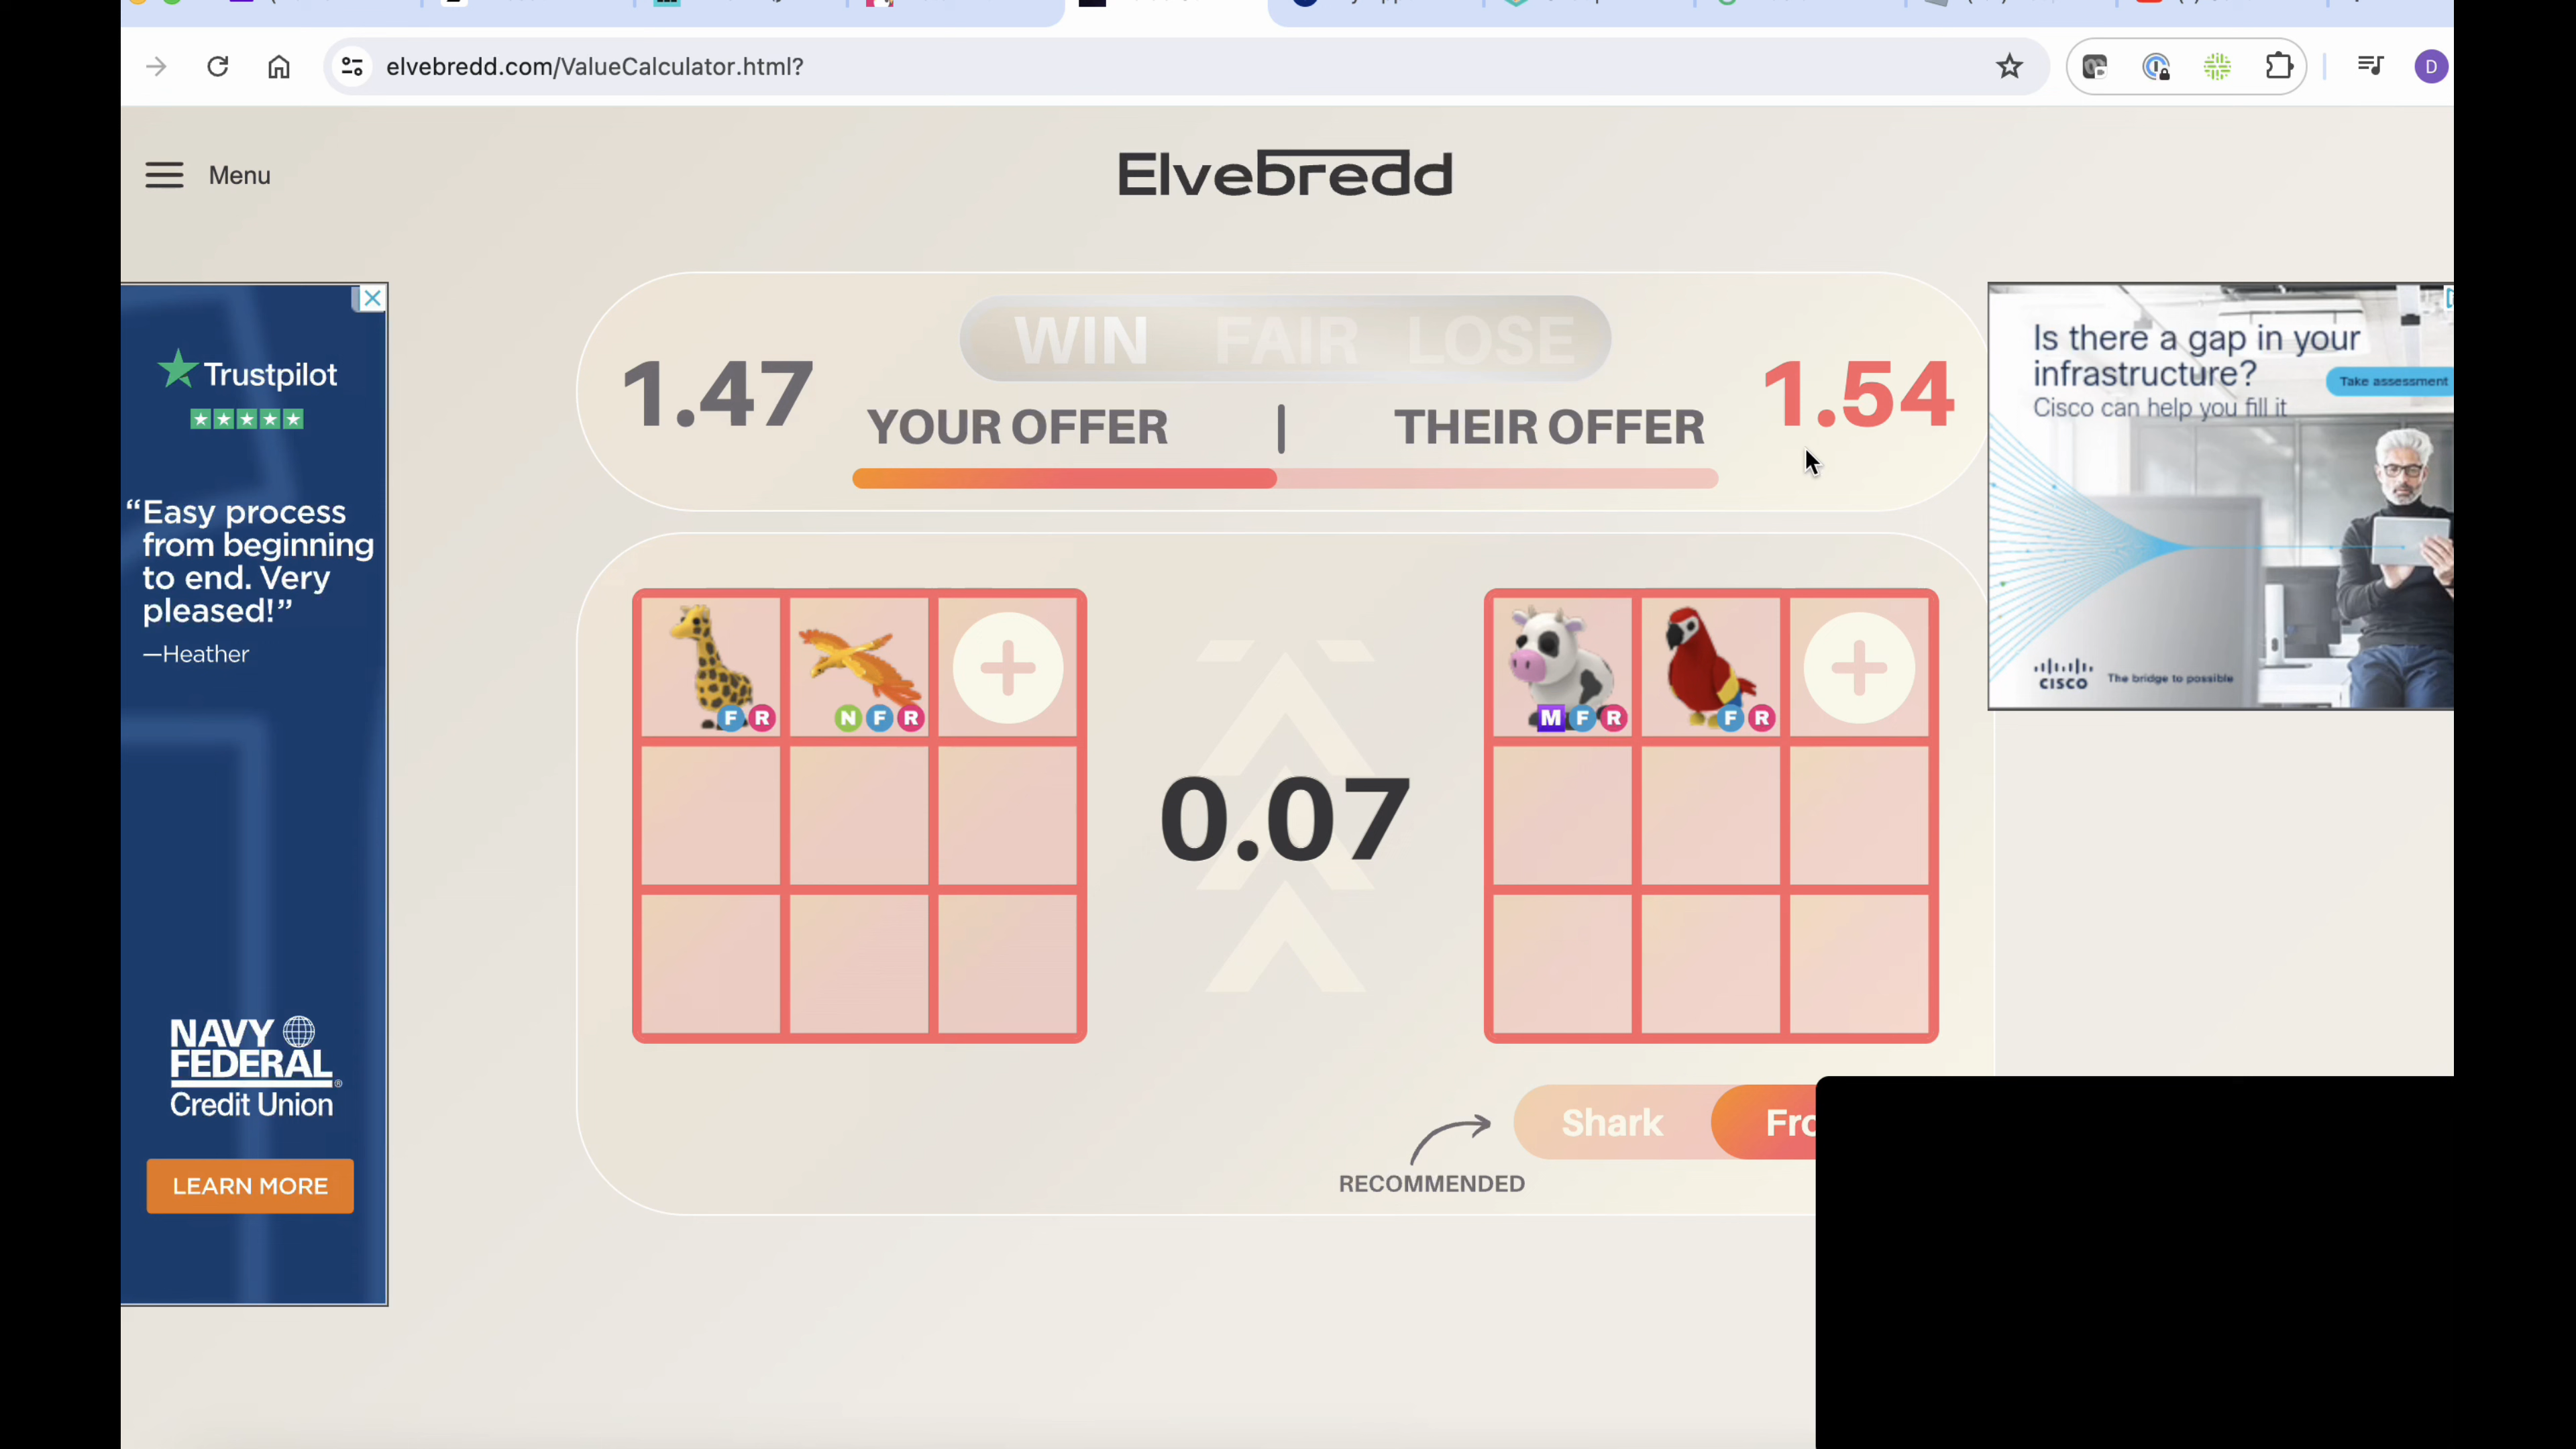 elvebredd.com/ValueCalculator.html?
D
Menu
Elvebredd
Trustpilot
“Easy process
from beginning
to end. Very
pleased!”
—Heather
NAVY
FEDERAL
Credit Union
LEARN MORE
WIN FAIR LOSE
1.47
YOUR OFFER | THEIR OFFER
1.54
F R
N F R
M F R
F R
0.07
Shark
RECOMMENDED
Is there a gap in your
infrastructure?
Take assessment
Cisco can help you fill it
CISCO
The bridge to possible